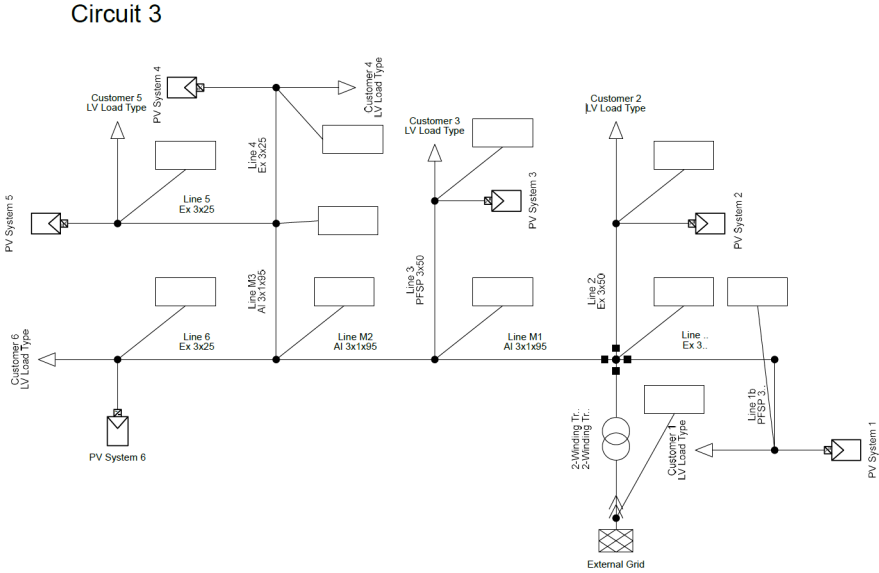 Circuit 3
PV System 4
Customer 4
LV Load Type
Customer 5
LV Load Type
Customer 2
LV Load Type
Customer 3
LV Load Type
Line 4
Ex 3x25
PV System 3
PV System 2
Line 5
Ex 3x25
PV System 5
Line M3
Al 3x1x95
Line 3
PFSP 3x50
Line 2
Ex 3x50
Line 6
Ex 3x25
Line M2
Al 3x1x95
Line M1
Al 3x1x95
Line ..
Ex 3..
Customer 6
LV Load Type
Line 1b
PFSP 3..
2-Winding Tr..
2-Winding Tr..
Customer 1
LV Load Type
PV System 1
PV System 6
External Grid